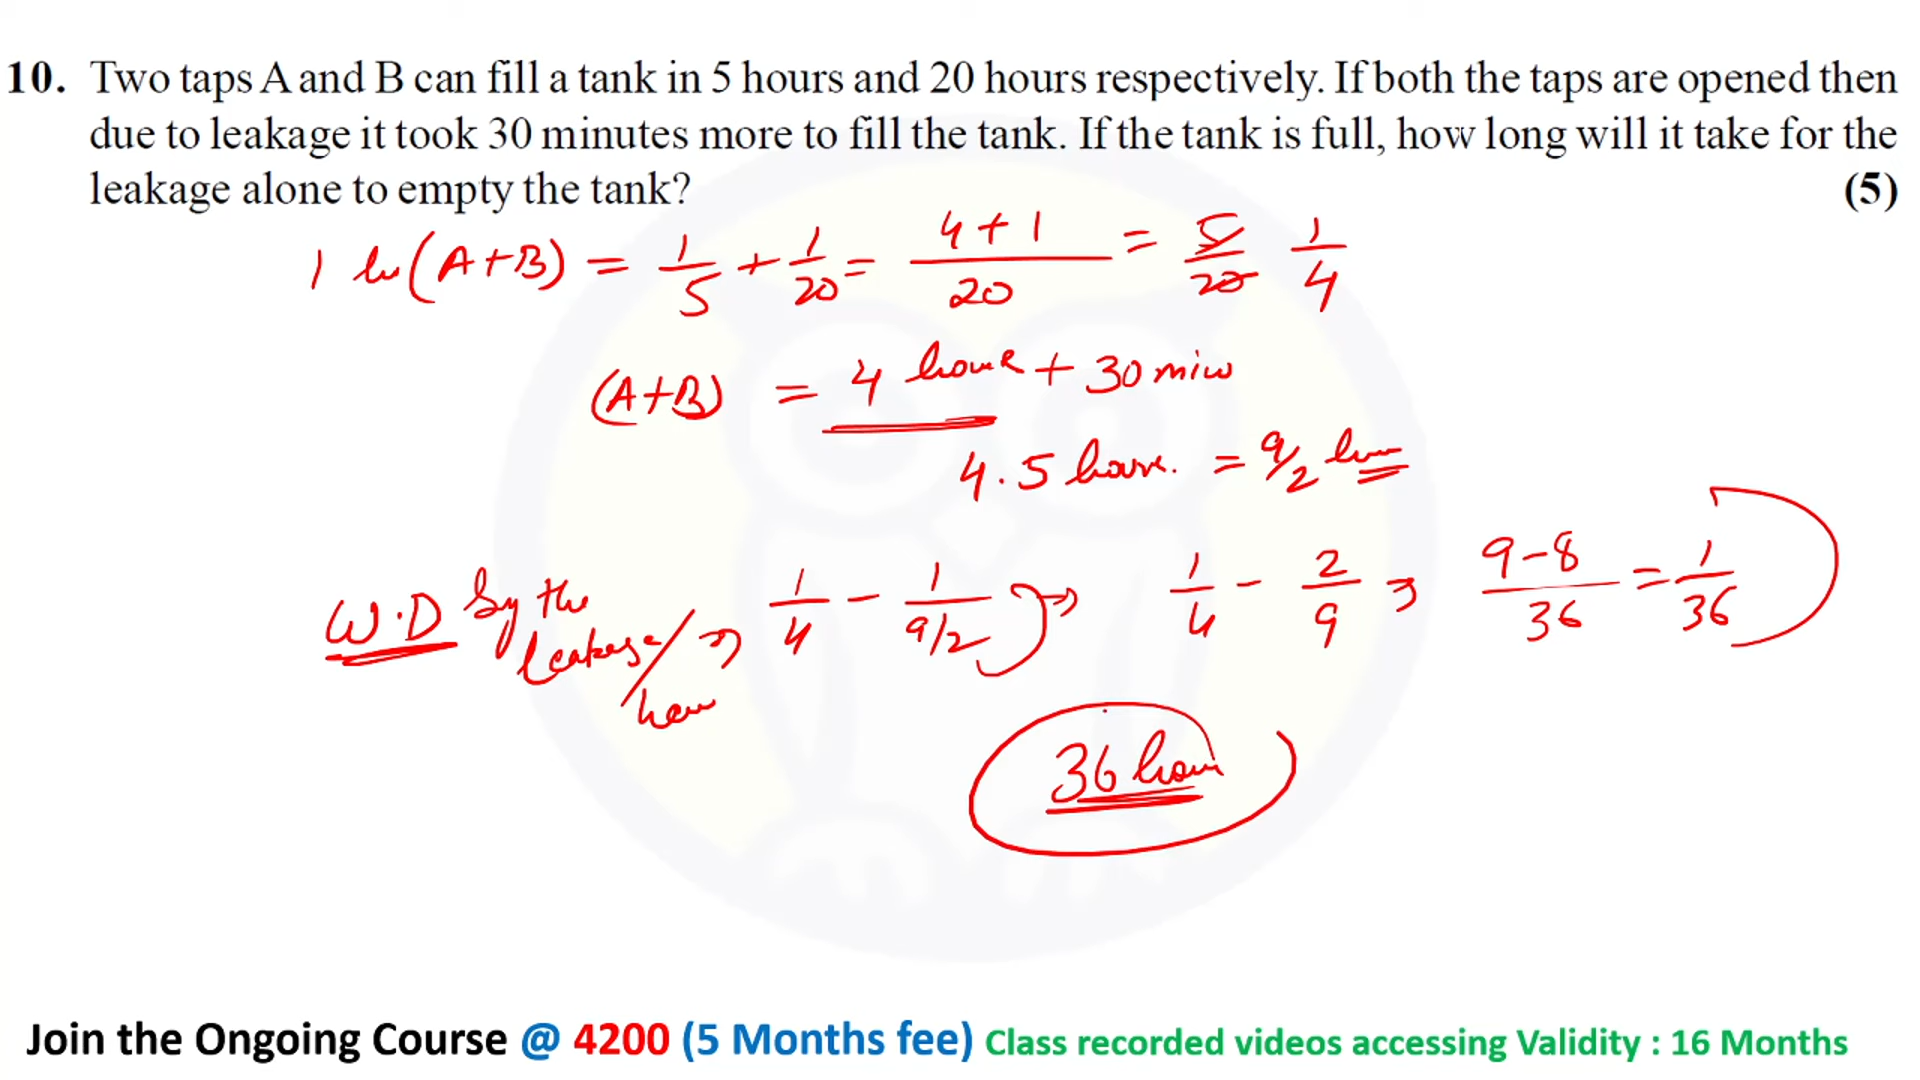 10. Two taps A and B can fill a tank in 5 hours and 20 hours respectively. If both the taps are opened then
due to leakage it took 30 minutes more to fill the tank. If the tank is full, how long will it take for the
leakage alone to empty the tank? (5)
1 hr (A+B) = 1/5 + 1/20 = 4+1/20 = 5/20 1/4
(A+B) = 4 hour + 30 min
4.5 hour. = 9/2 hour
W.D by the leakage/hour ⇒ 1/4 - 1/9/2 ⇒ 1/4 - 2/9 ⇒ 9-8/36 = 1/36
36 hour
Join the Ongoing Course @ 4200 (5 Months fee) Class recorded videos accessing Validity : 16 Months